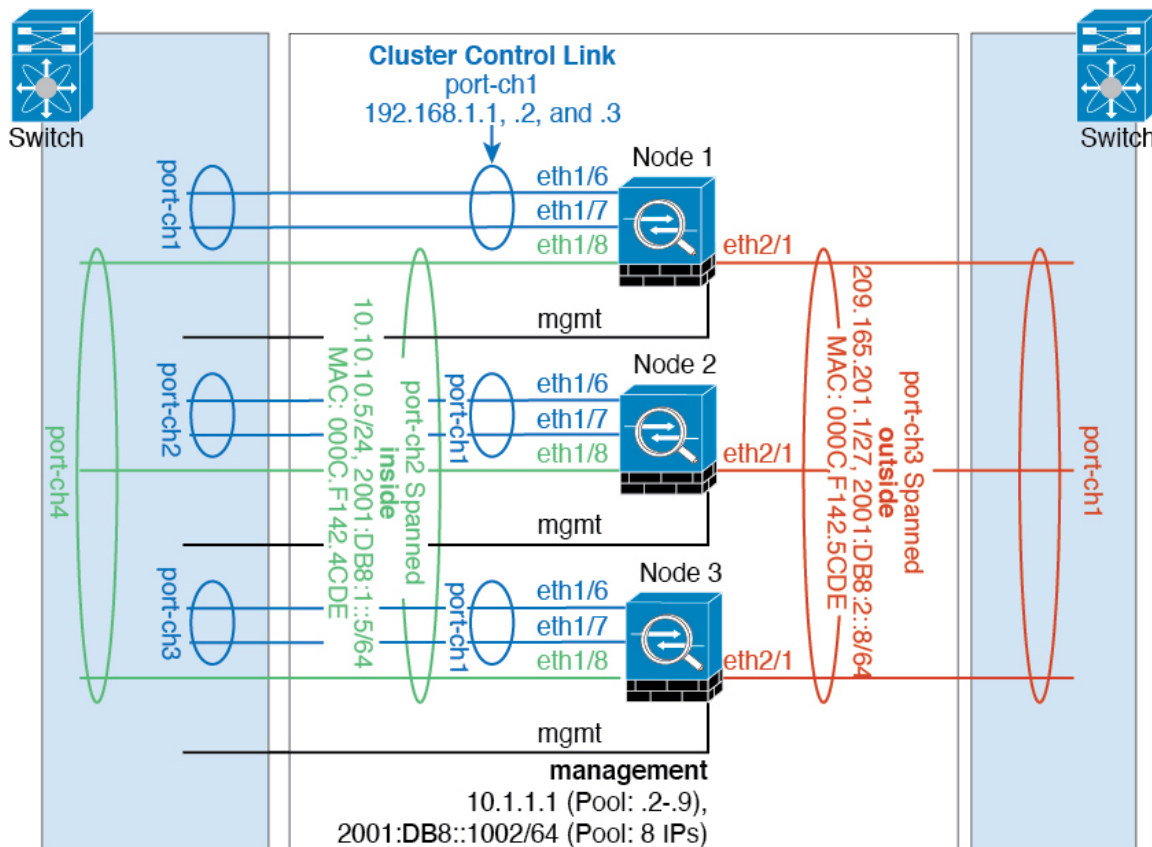 Switch
Switch
Cluster Control Link
port-ch1
192.168.1.1, .2, and .3
port-ch1
Node 1
eth1/6
eth1/7
eth1/8
eth2/1
mgmt
port-ch4
port-ch2
10.10.10.5/24, 2001:DB8:1::5/64
MAC: 000C.F142.4CDE
inside
port-ch2 Spanned
port-ch1
Node 2
eth1/6
eth1/7
eth1/8
eth2/1
mgmt
209.165.201.1/27, 2001:DB8:2::8/64
MAC: 000C.F142.5CDE
outside
port-ch3 Spanned
port-ch1
port-ch3
port-ch1
Node 3
eth1/6
eth1/7
eth1/8
eth2/1
mgmt
management
10.1.1.1 (Pool: .2-.9),
2001:DB8::1002/64 (Pool: 8 IPs)